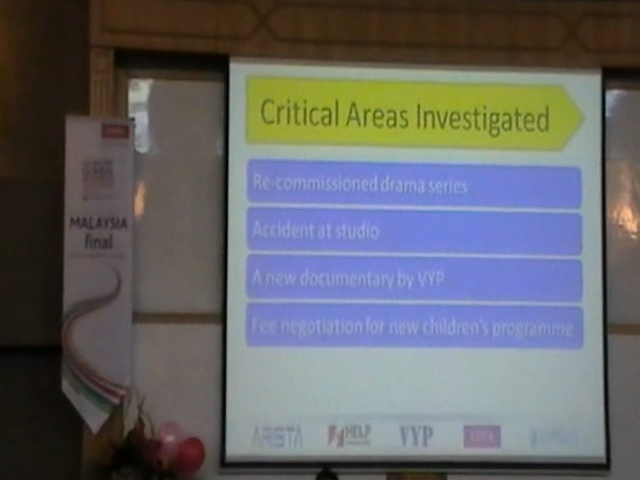 Critical Areas Investigated
Re-commissioned drama series
Accident at studio
A new documentary by VYP
Fee negotiation for new children's programme
MALAYSIA
final
ARISTA
HELP
VYP